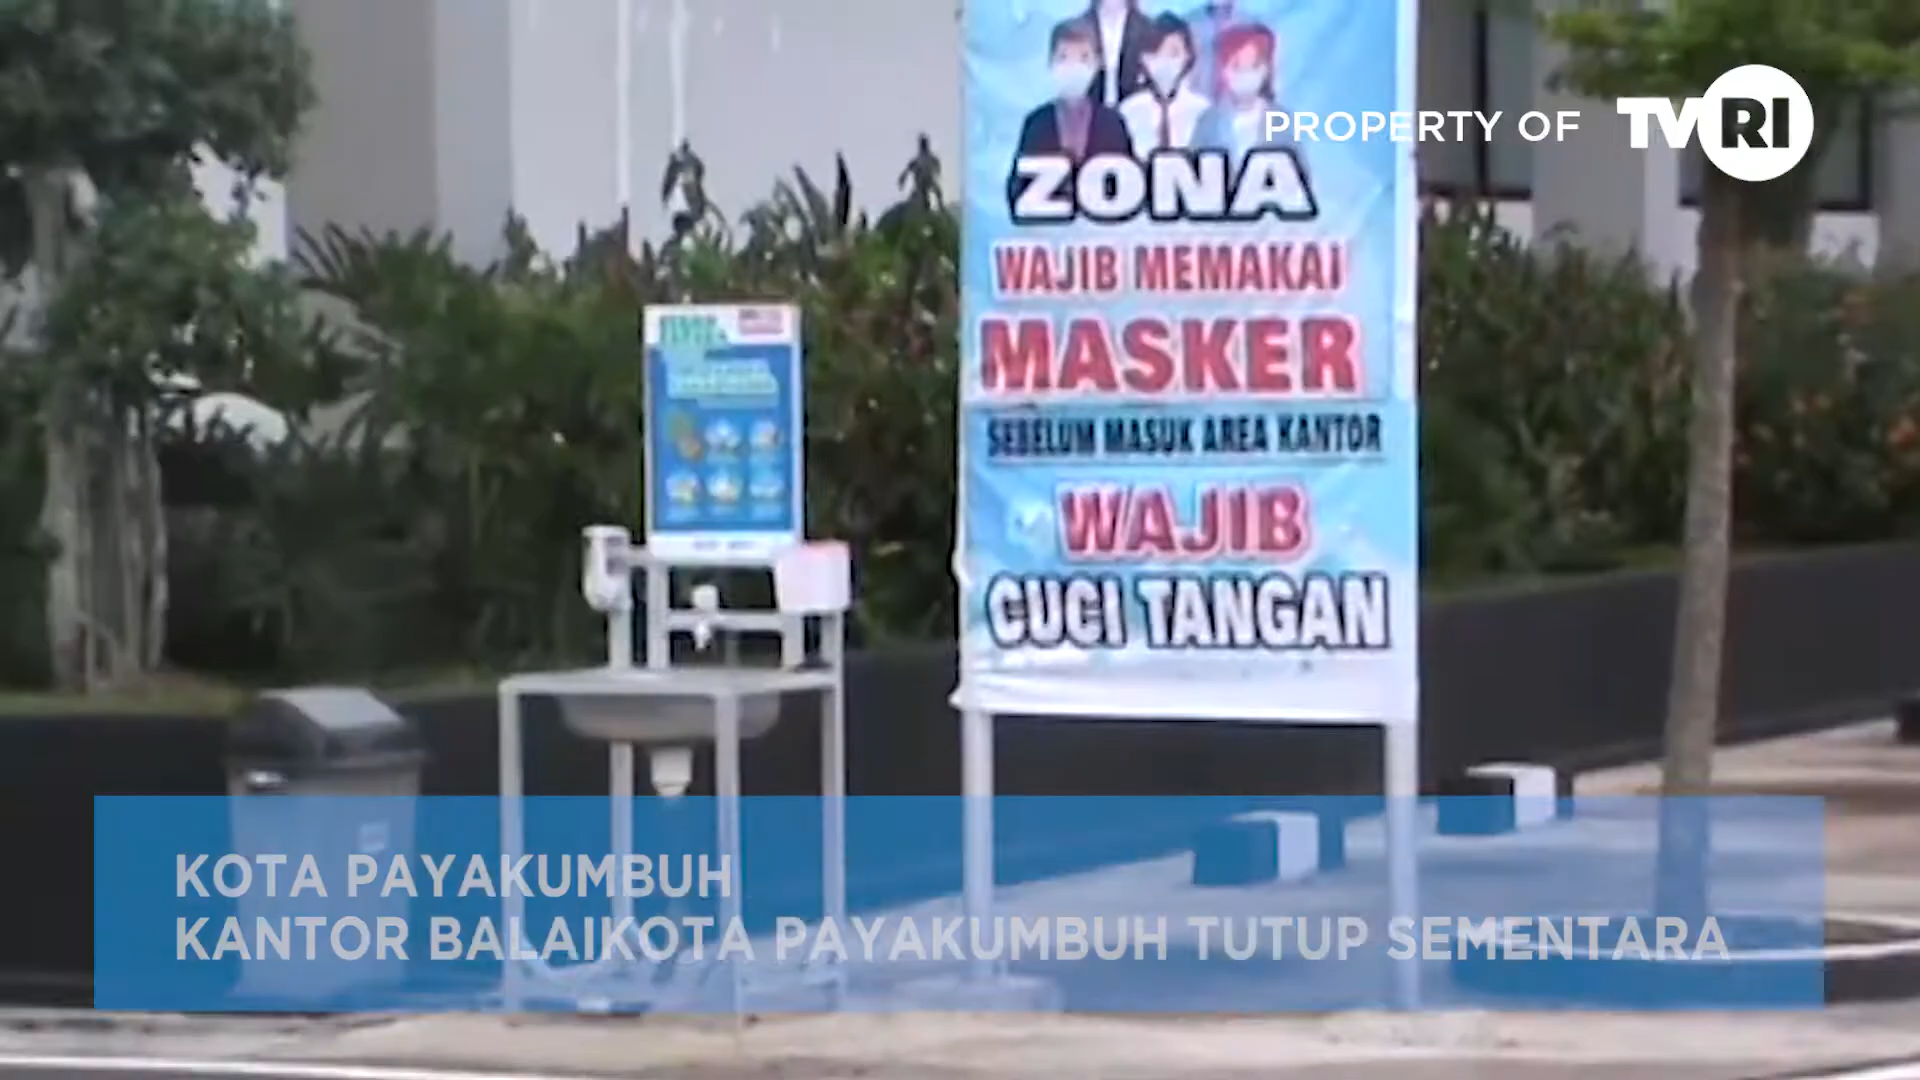 PROPERTY OF TVRI
ZONA
WAJIB MEMAKAI
MASKER
SEBELUM MASUK AREA KANTOR
WAJIB
CUCI TANGAN
KOTA PAYAKUMBUH
KANTOR BALAIKOTA PAYAKUMBUH TUTUP SEMENTARA